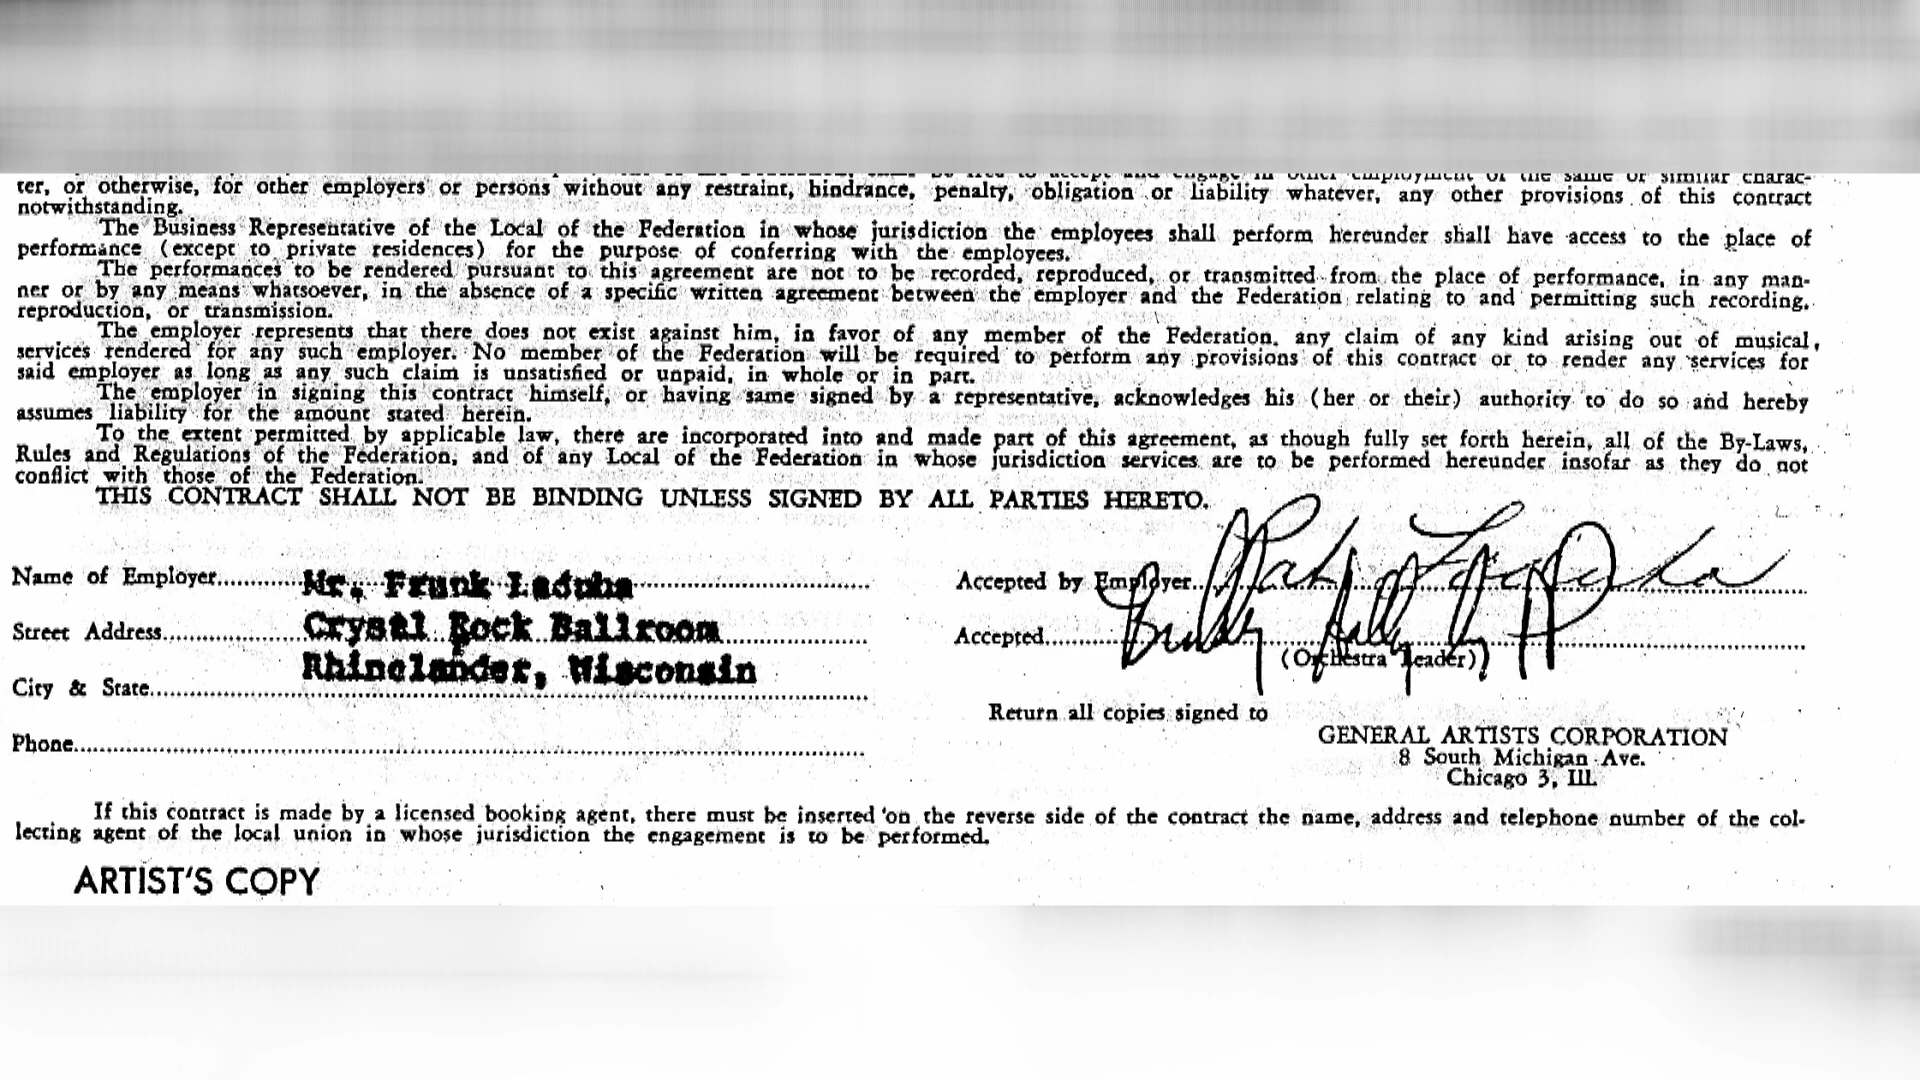 ter, or otherwise, for other employers or persons without any restraint, hindrance, penalty, obligation or liability whatever, any other provisions of this contract
notwithstanding.
The Business Representative of the Local of the Federation in whose jurisdiction the employees shall perform hereunder shall have access to the place of
performance (except to private residences) for the purpose of conferring with the employees.
The performances to be rendered pursuant to this agreement are not to be recorded, reproduced, or transmitted from the place of performance, in any man-
ner or by any means whatsoever, in the absence of a specific written agreement between the employer and the Federation relating to and permitting such recording,
reproduction, or transmission.
The employer represents that there does not exist against him, in favor of any member of the Federation, any claim of any kind arising out of musical
services rendered for any such employer. No member of the Federation will be required to perform any provisions of this contract or to render any services for
said employer as long as any such claim is unsatisfied or unpaid, in whole or in part.
The employer in signing this contract himself, or having same signed by a representative, acknowledges his (her or their) authority to do so and hereby
assumes liability for the amount stated herein.
To the extent permitted by applicable law, there are incorporated into and made part of this agreement, as though fully set forth herein, all of the By-Laws,
Rules and Regulations of the Federation, and of any Local of the Federation in whose jurisdiction services are to be performed hereunder insofar as they do not
conflict with those of the Federation.
THIS CONTRACT SHALL NOT BE BINDING UNLESS SIGNED BY ALL PARTIES HERETO.
Name of Employer Mr. Frank
Accepted by Employer
Street Address Crystal Rock Ballroom
Accepted Buddy Holly
(Orchestra Leader)
City & State Rhinelander, Wisconsin
Return all copies signed to
Phone
GENERAL ARTISTS CORPORATION
8 South Michigan Ave.
Chicago 3, Ill.
If this contract is made by a licensed booking agent, there must be inserted on the reverse side of the contract the name, address and telephone number of the col-
lecting agent of the local union in whose jurisdiction the engagement is to be performed.
ARTIST'S COPY